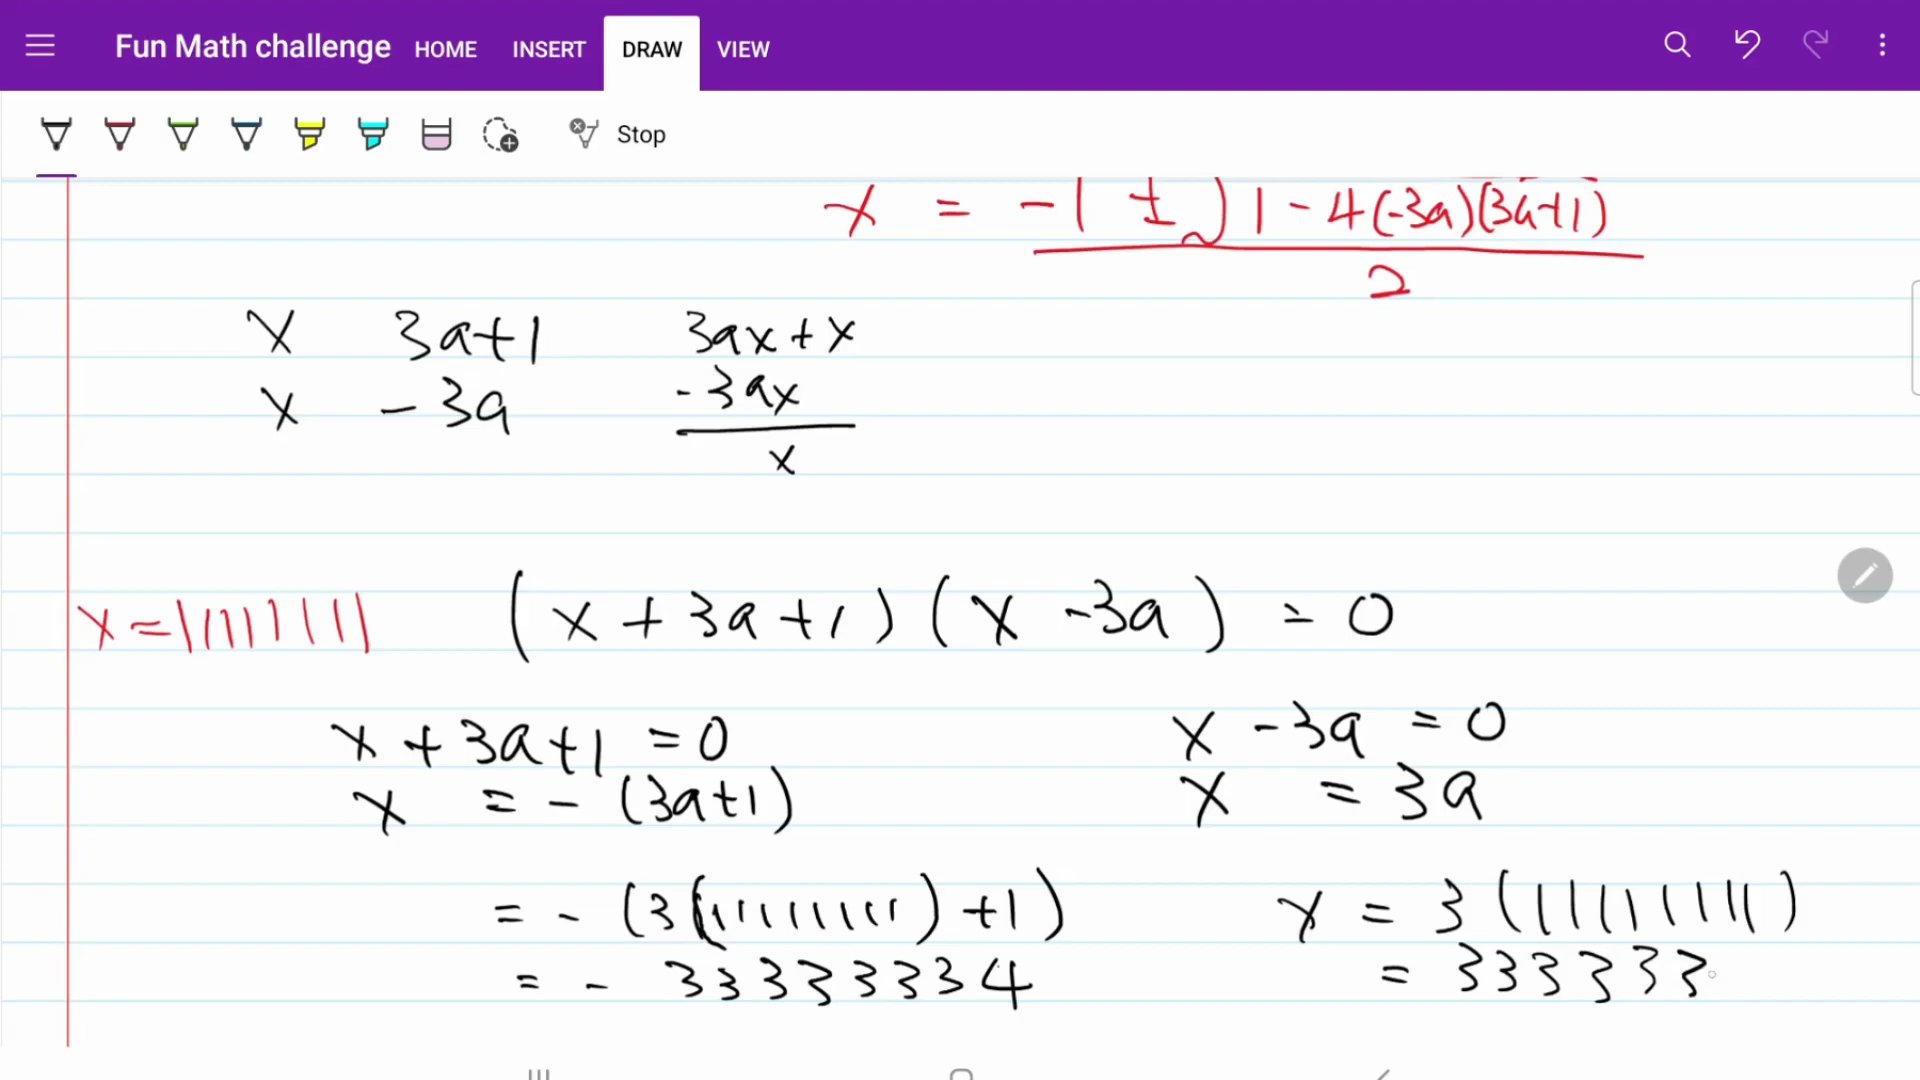 Fun Math challenge HOME INSERT DRAW VIEW
Stop
x = -1 ± √1 - 4(-3a)(3a+1)
2
x 3a+1 3ax + x
x - 3a - 3ax
x
x = 11111111 (x + 3a + 1) (x - 3a) = 0
x + 3a + 1 = 0 x - 3a = 0
x = - (3a+1) x = 3a
= - (3(11111111) + 1) x = 3 (11111111)
= - 33333334 = 333333